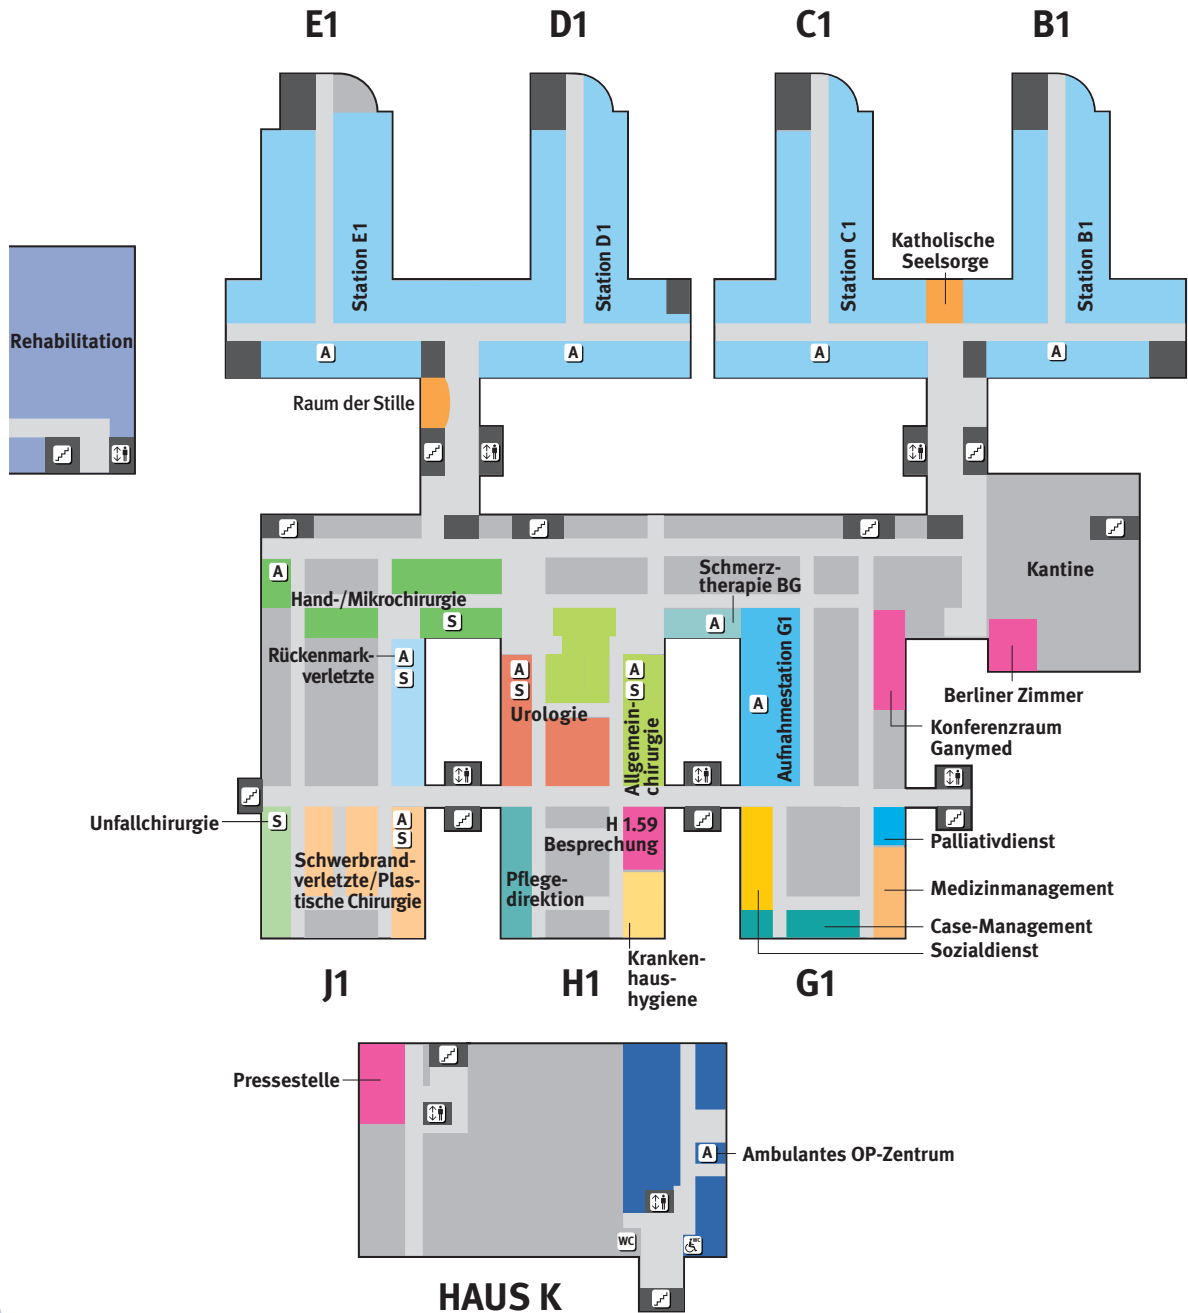 E1
D1
C1
B1
Station E1
Station D1
Station C1
Station B1
Katholische
Seelsorge
Rehabilitation
A
A
A
A
Raum der Stille
A
Hand-/Mikrochirurgie
S
Schmerz-
therapie BG
A
Kantine
Rückenmark-
verletzte
A
S
A
S
Urologie
A
S
Allgemein-
chirurgie
A
Aufnahmestation G1
Berliner Zimmer
Konferenzraum
Ganymed
Unfallchirurgie
S
A
S
Schwerbrand-
verletzte/Plas-
tische Chirurgie
H 1.59
Besprechung
Pflege-
direktion
Palliativdienst
Medizinmanagement
Case-Management
Sozialdienst
Kranken-
haus-
hygiene
J1
H1
G1
Pressestelle
A
Ambulantes OP-Zentrum
WC
WC
HAUS K